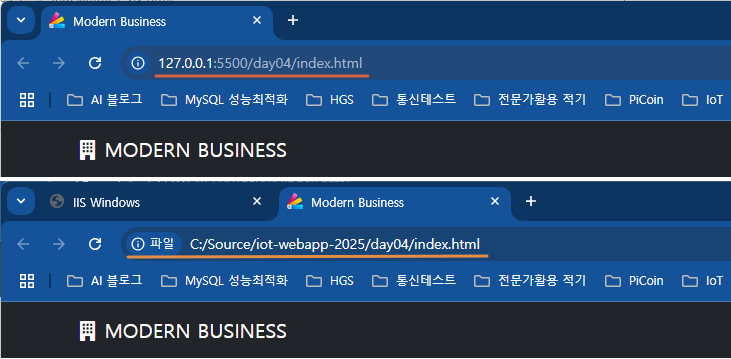 Modern Business
127.0.0.1:5500/day04/index.html
AI 블로그 MySQL 성능최적화 HGS 통신테스트 전문가활용 적기 PiCoin IoT
MODERN BUSINESS
IIS Windows Modern Business
파일 C:/Source/iot-webapp-2025/day04/index.html
AI 블로그 MySQL 성능최적화 HGS 통신테스트 전문가활용 적기 PiCoin IoT
MODERN BUSINESS